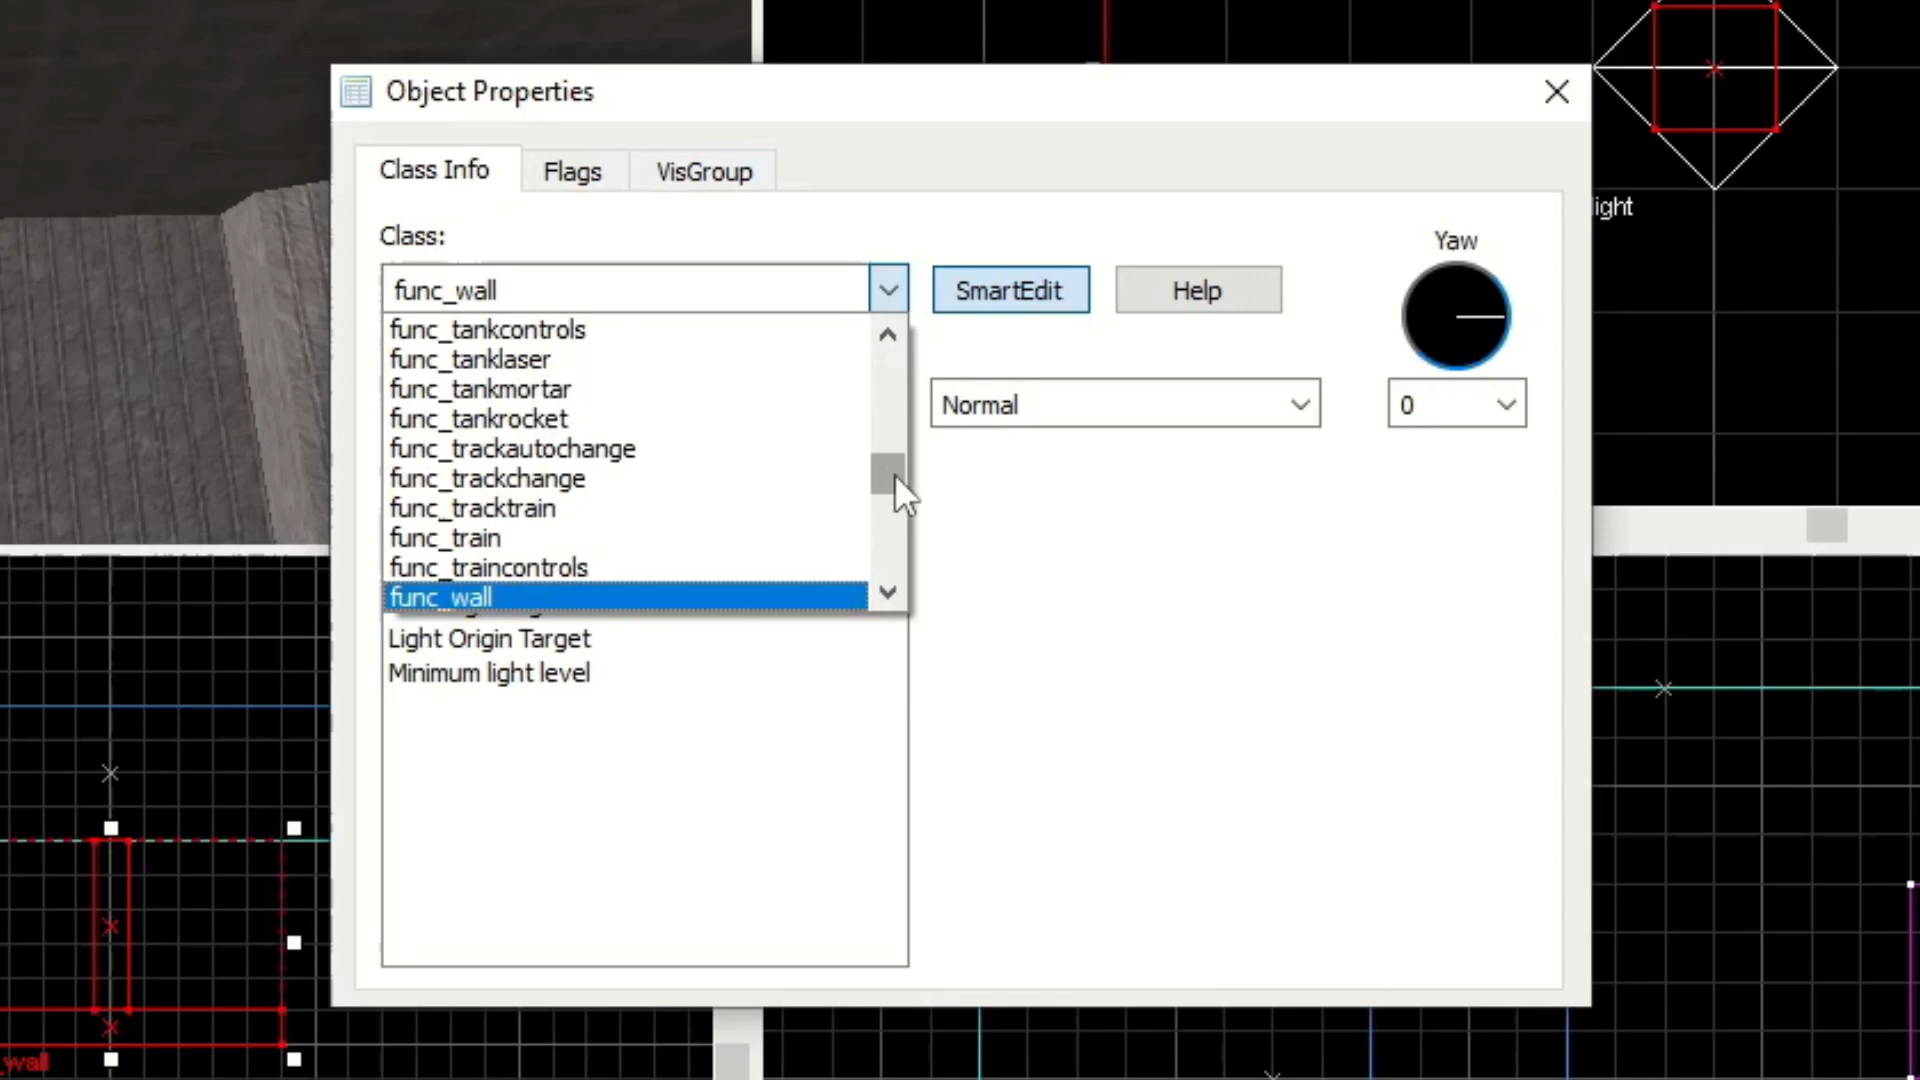 Object Properties
Class Info
Flags
VisGroup
Class:
func_wall
SmartEdit
Help
Yaw
Normal
0
func_tankcontrols
func_tanklaser
func_tankmortar
func_tankrocket
func_trackautochange
func_trackchange
func_tracktrain
func_train
func_traincontrols
func_wall
Light Origin Target
Minimum light level
ight
_wall